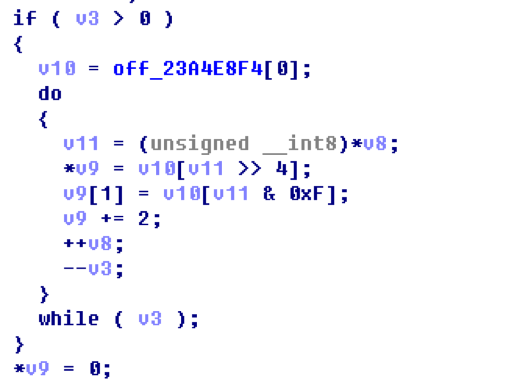 if ( v3 > 0 )
{
v10 = off_23A4E8F4[0];
do
{
v11 = (unsigned __int8)*v8;
*v9 = v10[v11 >> 4];
v9[1] = v10[v11 & 0xF];
v9 += 2;
++v8;
--v3;
}
while ( v3 );
}
*v9 = 0;